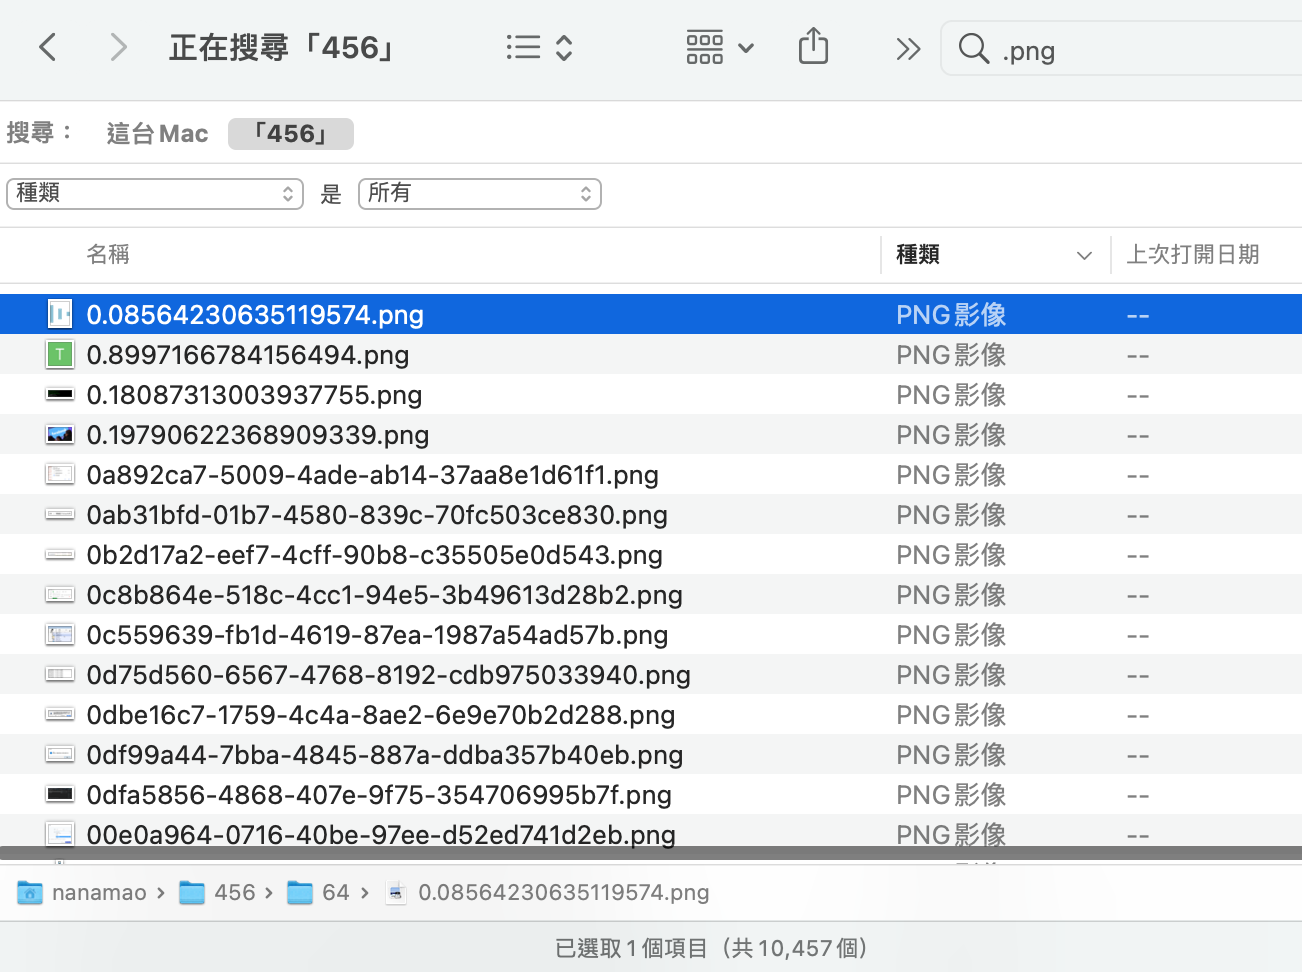 正在搜尋「456」
.png
搜尋： 這台Mac 「456」
種類 是 所有
名稱 種類 上次打開日期
0.08564230635119574.png PNG影像 --
T 0.8997166784156494.png PNG影像 --
0.18087313003937755.png PNG影像 --
0.19790622368909339.png PNG影像 --
0a892ca7-5009-4ade-ab14-37aa8e1d61f1.png PNG影像 --
0ab31bfd-01b7-4580-839c-70fc503ce830.png PNG影像 --
0b2d17a2-eef7-4cff-90b8-c35505e0d543.png PNG影像 --
0c8b864e-518c-4cc1-94e5-3b49613d28b2.png PNG影像 --
0c559639-fb1d-4619-87ea-1987a54ad57b.png PNG影像 --
0d75d560-6567-4768-8192-cdb975033940.png PNG影像 --
0dbe16c7-1759-4c4a-8ae2-6e9e70b2d288.png PNG影像 --
0df99a44-7bba-4845-887a-ddba357b40eb.png PNG影像 --
0dfa5856-4868-407e-9f75-354706995b7f.png PNG影像 --
00e0a964-0716-40be-97ee-d52ed741d2eb.png PNG影像 --
nanamao › 456 › 64 › 0.08564230635119574.png
已選取1個項目（共10,457個）